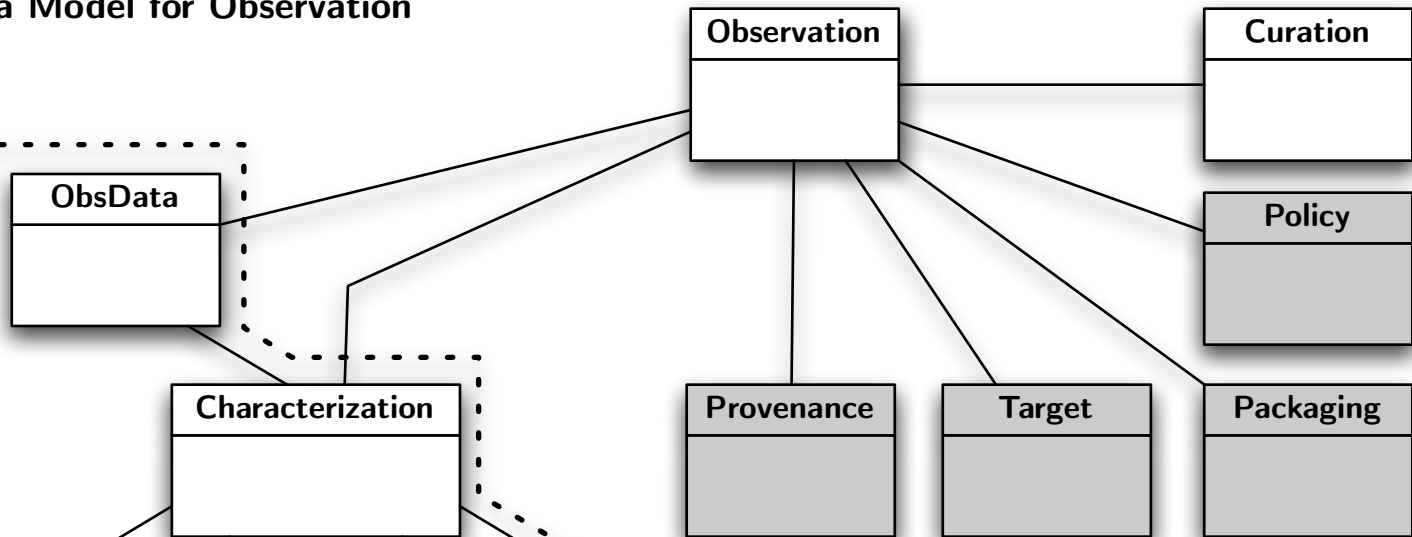 a Model for Observation
Observation
Curation
ObsData
Policy
Characterization
Provenance
Target
Packaging